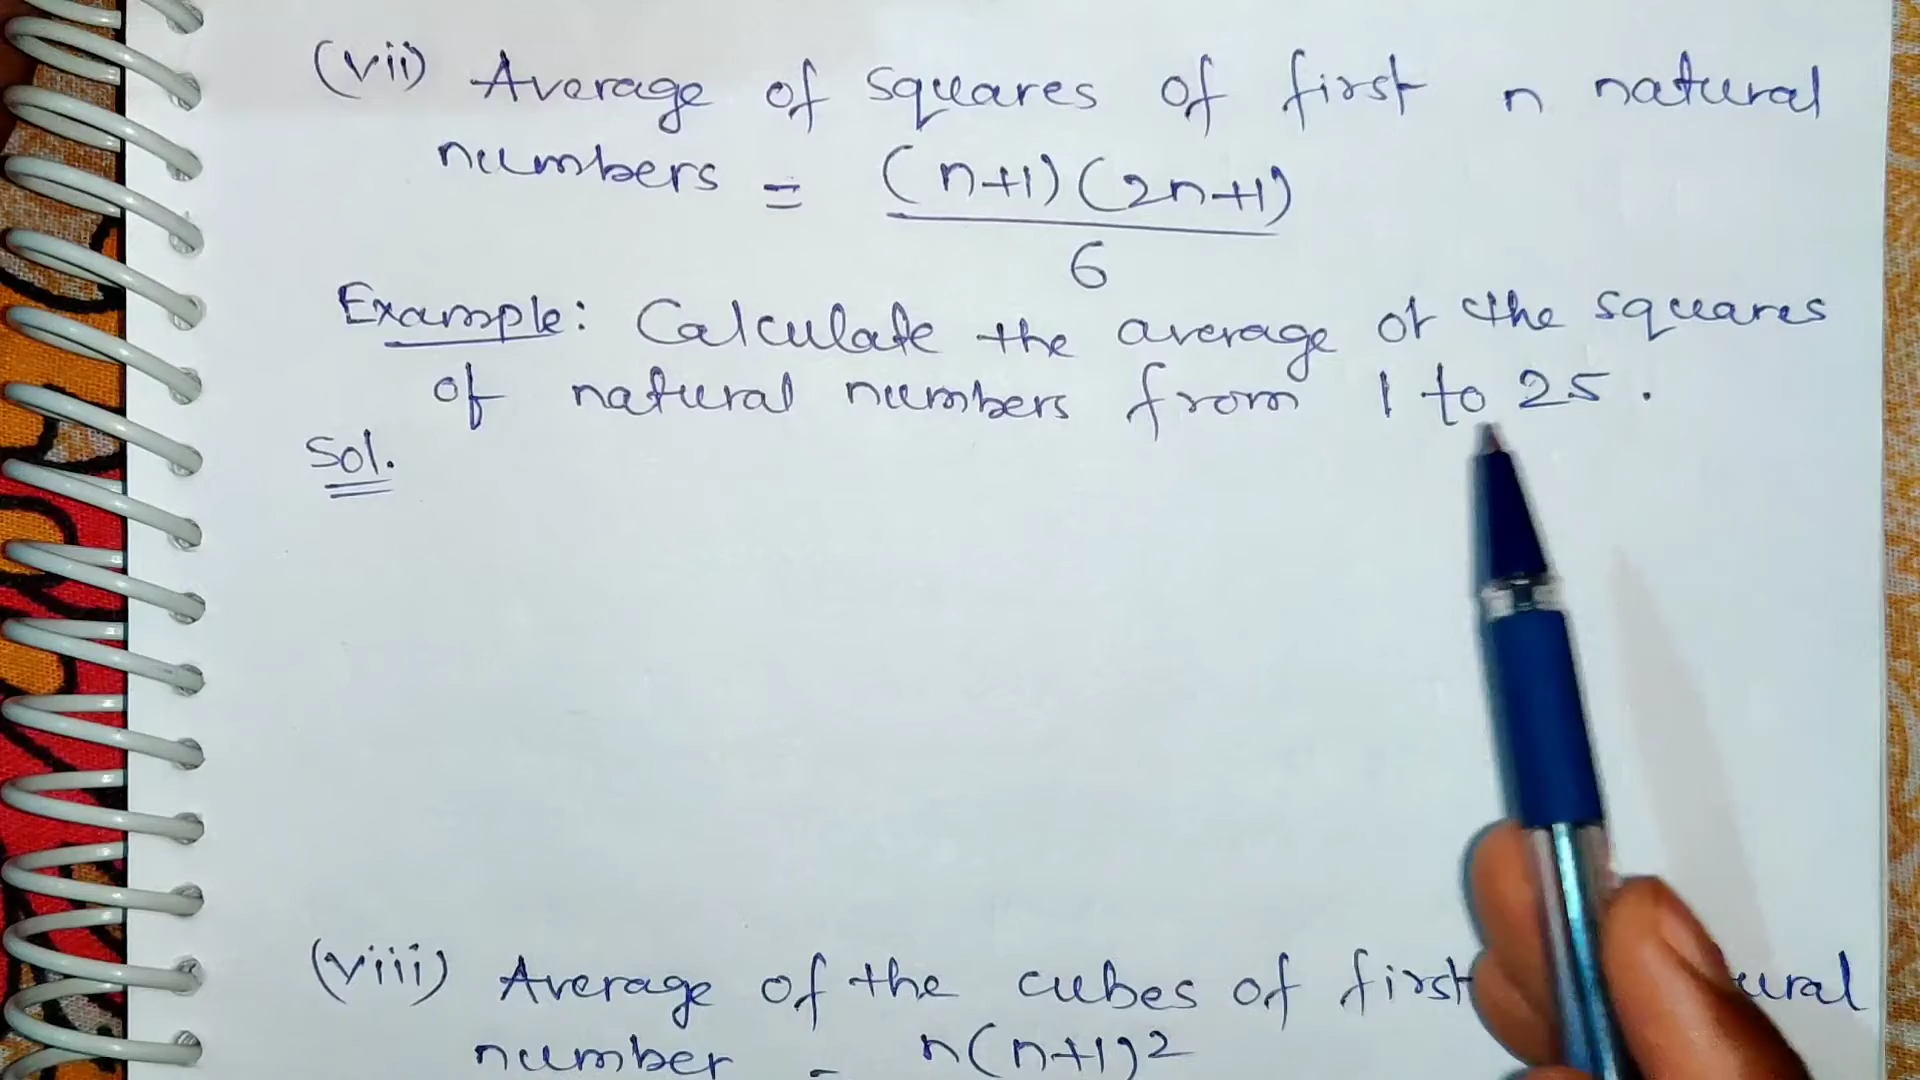 (vii) Average of squares of first n natural
numbers = (n+1)(2n+1)
6
Example: Calculate the average of the squares
of natural numbers from 1 to 25.
Sol.
(viii) Average of the cubes of first
number = n(n+1)2